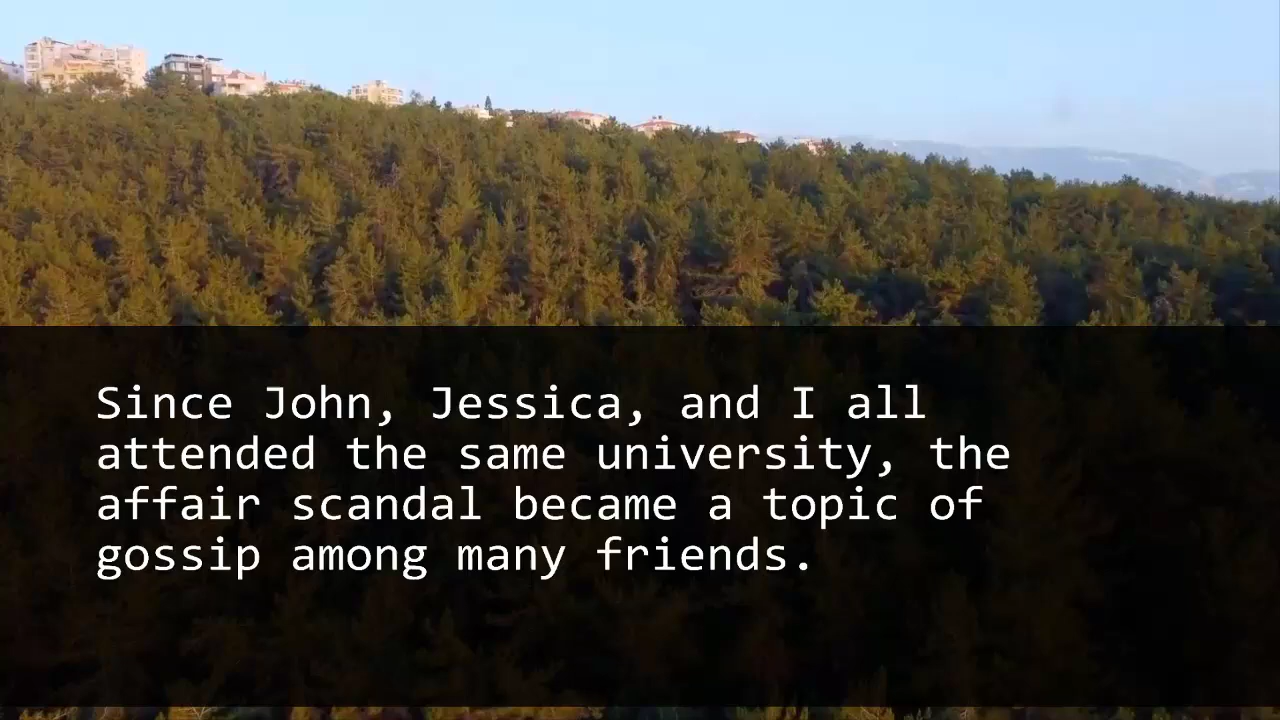 Since John, Jessica, and I all
attended the same university, the
affair scandal became a topic of
gossip among many friends.